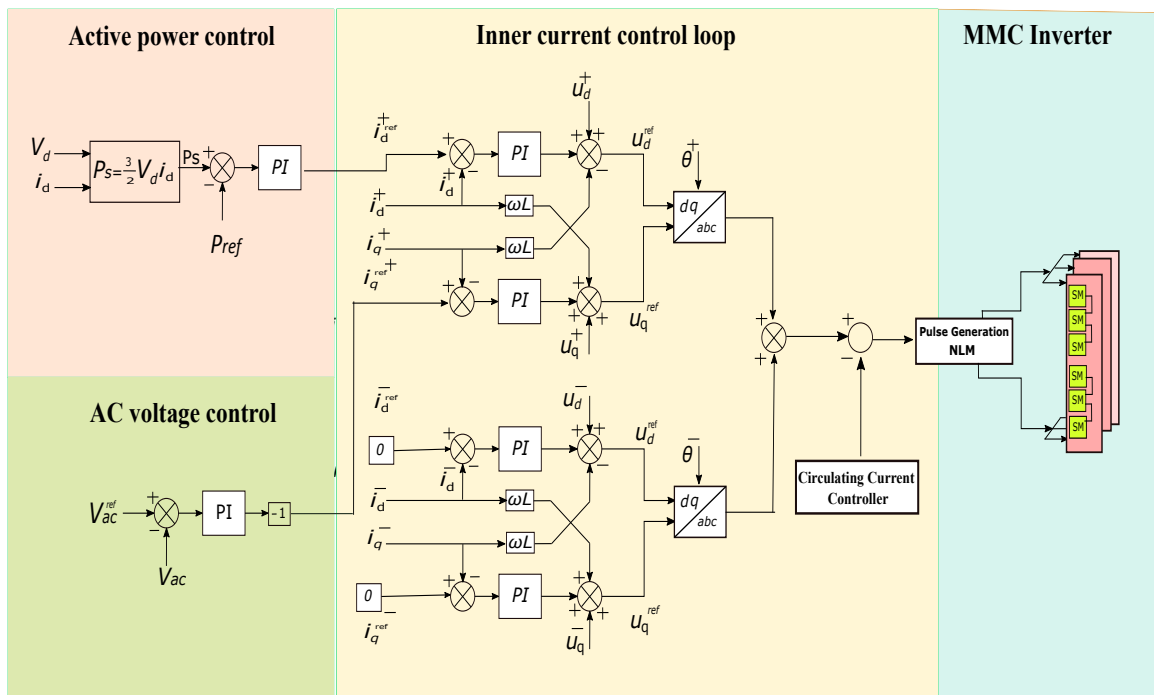 Active power control
Inner current control loop
MMC Inverter
V_d
i_d
Ps=3/2 V_d i_d
Ps
+
−
PI
P_ref
i_d^ref +
+
−
PI
u_d^+
+
+
−
u_d^ref
i_d^+
i_d^+
ωL
i_q^+
ωL
i_q^ref +
+
−
PI
+
+
+
u_q^+
u_q^ref
θ^+
dq
abc
AC voltage control
V_ac^ref
+
−
PI
-1
V_ac
i_d^ref −
0
+
−
PI
u_d^−
+
+
−
u_d^ref
i_d^−
i_d^−
ωL
i_q^−
ωL
0
+
−
PI
+
+
+
i_q^ref −
u_q^−
u_q^ref
θ^−
dq
abc
+
+
+
−
Circulating Current
Controller
Pulse Generation
NLM
SM
SM
SM
SM
SM
SM